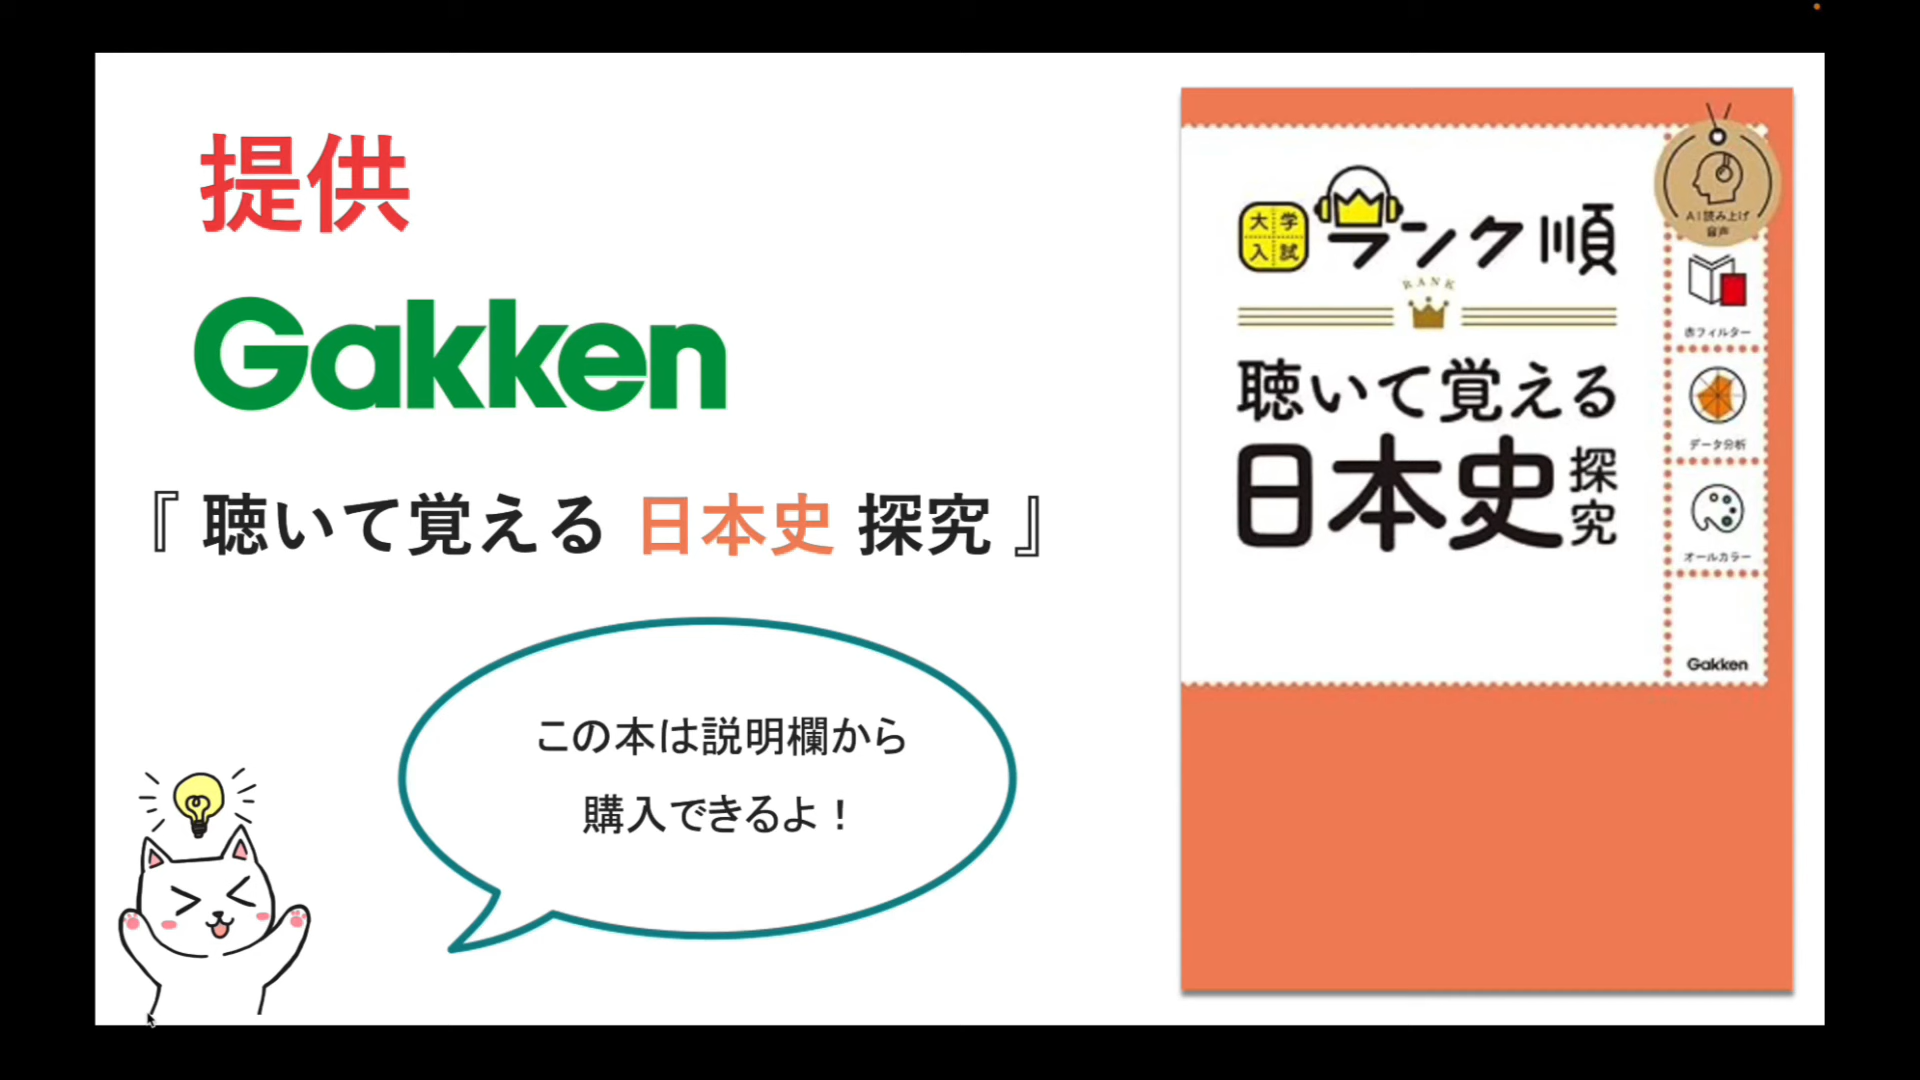 提供
Gakken
『 聴いて覚える 日本史 探究 』
この本は説明欄から
購入できるよ！
大学
入試
ランク順
RANK
聴いて覚える
日本史
探究
AI読み上げ
音声
赤フィルター
データ分析
オールカラー
Gakken